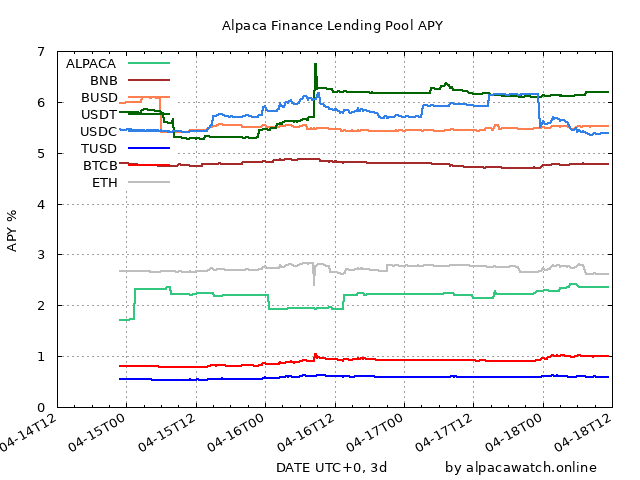 Alpaca Finance Lending Pool APY
7
6
5
4
3
2
1
0
APY %
ALPACA
BNB
BUSD
USDT
USDC
TUSD
BTCB
ETH
04-14T12
04-15T00
04-15T12
04-16T00
04-16T12
04-17T00
04-17T12
04-18T00
04-18T12
DATE UTC+0, 3d
by alpacawatch.online